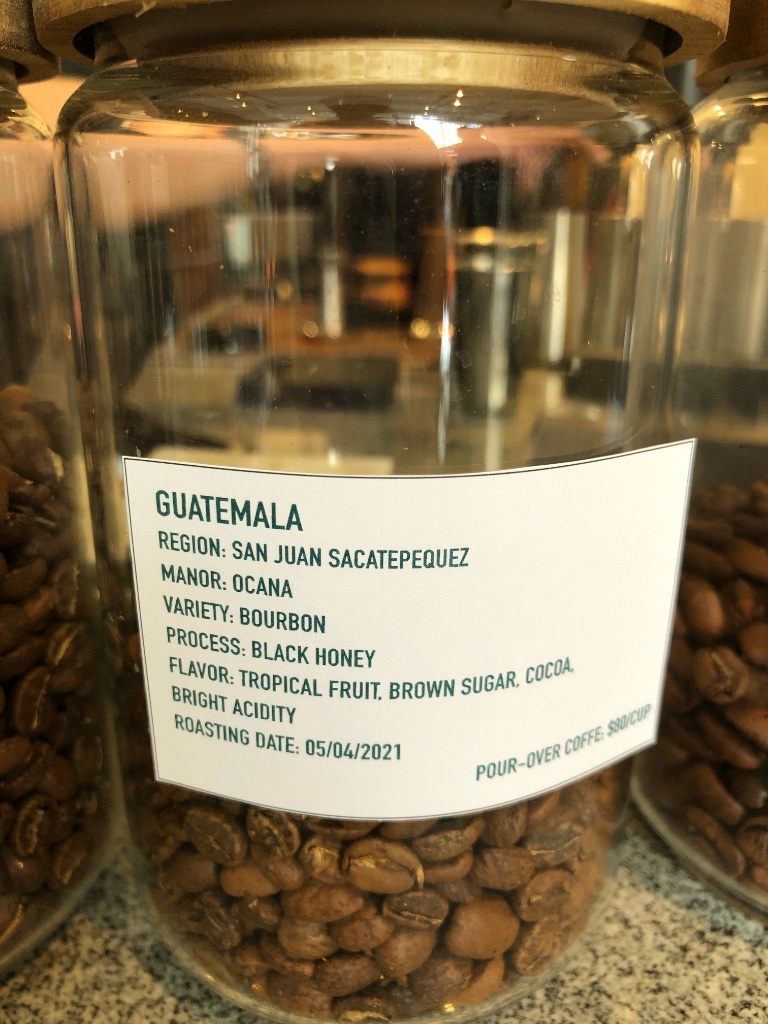 GUATEMALA
REGION: SAN JUAN SACATEPEQUEZ
MANOR: OCANA
VARIETY: BOURBON
PROCESS: BLACK HONEY
FLAVOR: TROPICAL FRUIT, BROWN SUGAR, COCOA,
BRIGHT ACIDITY
ROASTING DATE: 05/04/2021
POUR-OVER COFFE: $80/CUP